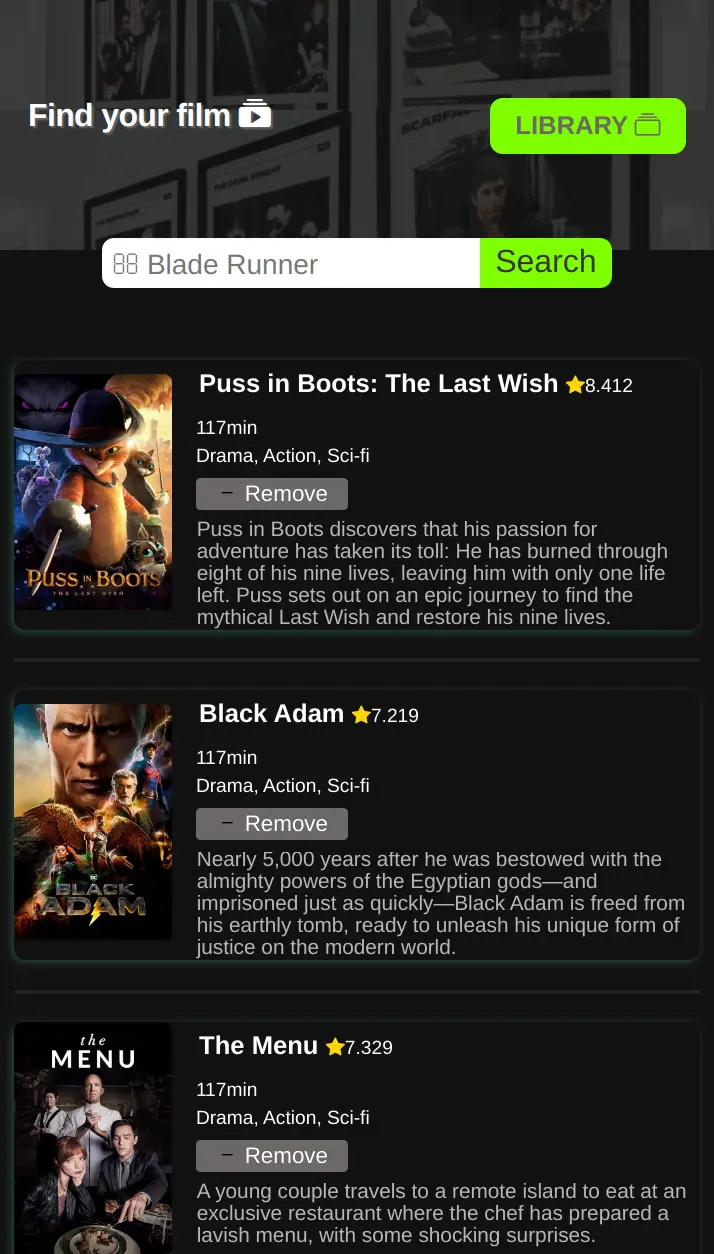 SCARFACE
Find your film
LIBRARY
THE DARK KNIGHT
Blade Runner
Search
Puss in Boots: The Last Wish 8.412
117min
Drama, Action, Sci-fi
− Remove
Puss in Boots discovers that his passion for
adventure has taken its toll: He has burned through
eight of his nine lives, leaving him with only one life
left. Puss sets out on an epic journey to find the
mythical Last Wish and restore his nine lives.
PUSS IN BOOTS
THE LAST WISH
Black Adam 7.219
117min
Drama, Action, Sci-fi
− Remove
Nearly 5,000 years after he was bestowed with the
almighty powers of the Egyptian gods—and
imprisoned just as quickly—Black Adam is freed from
his earthly tomb, ready to unleash his unique form of
justice on the modern world.
DC
BLACK
ADAM
The Menu 7.329
117min
Drama, Action, Sci-fi
− Remove
A young couple travels to a remote island to eat at an
exclusive restaurant where the chef has prepared a
lavish menu, with some shocking surprises.
the
MENU